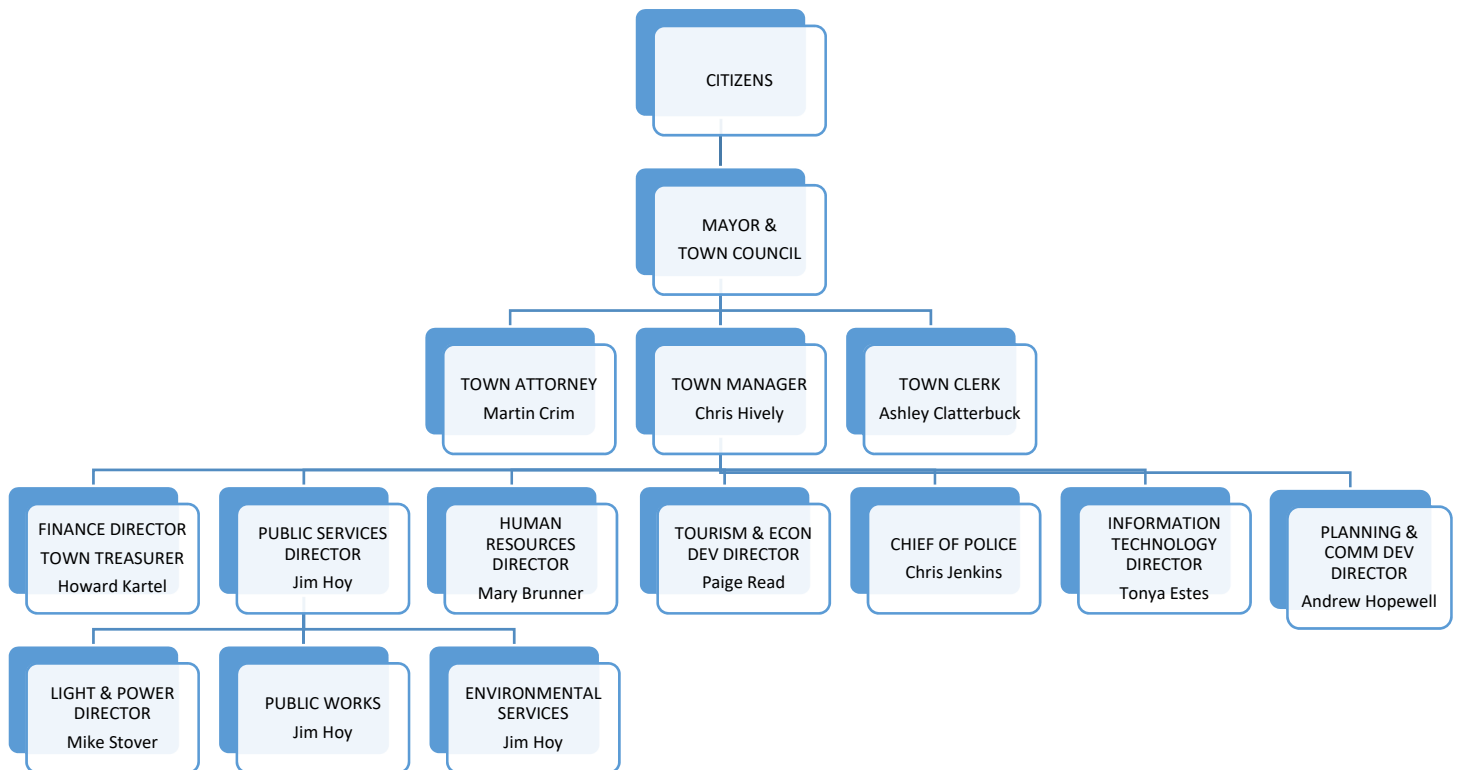 CITIZENS
MAYOR &
TOWN COUNCIL
TOWN ATTORNEY
Martin Crim
TOWN MANAGER
Chris Hively
TOWN CLERK
Ashley Clatterbuck
FINANCE DIRECTOR
TOWN TREASURER
Howard Kartel
PUBLIC SERVICES
DIRECTOR
Jim Hoy
HUMAN
RESOURCES
DIRECTOR
Mary Brunner
TOURISM & ECON
DEV DIRECTOR
Paige Read
CHIEF OF POLICE
Chris Jenkins
INFORMATION
TECHNOLOGY
DIRECTOR
Tonya Estes
PLANNING &
COMM DEV
DIRECTOR
Andrew Hopewell
LIGHT & POWER
DIRECTOR
Mike Stover
PUBLIC WORKS
Jim Hoy
ENVIRONMENTAL
SERVICES
Jim Hoy